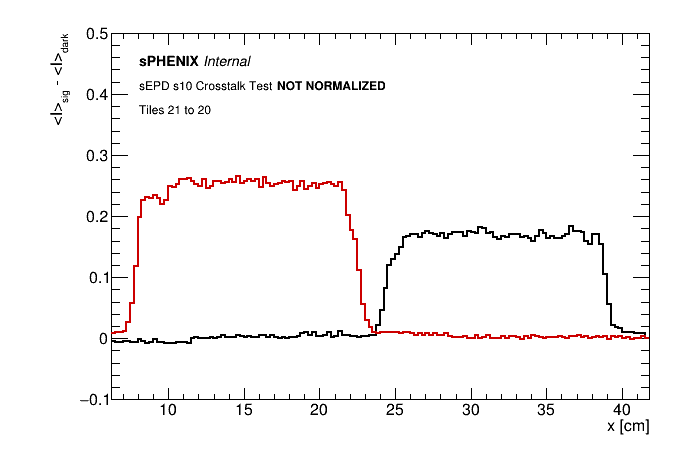 <I>sig - <I>dark
0.5
0.4
0.3
0.2
0.1
0
−0.1
sPHENIX Internal
sEPD s10 Crosstalk Test NOT NORMALIZED
Tiles 21 to 20
10 15 20 25 30 35 40
x [cm]